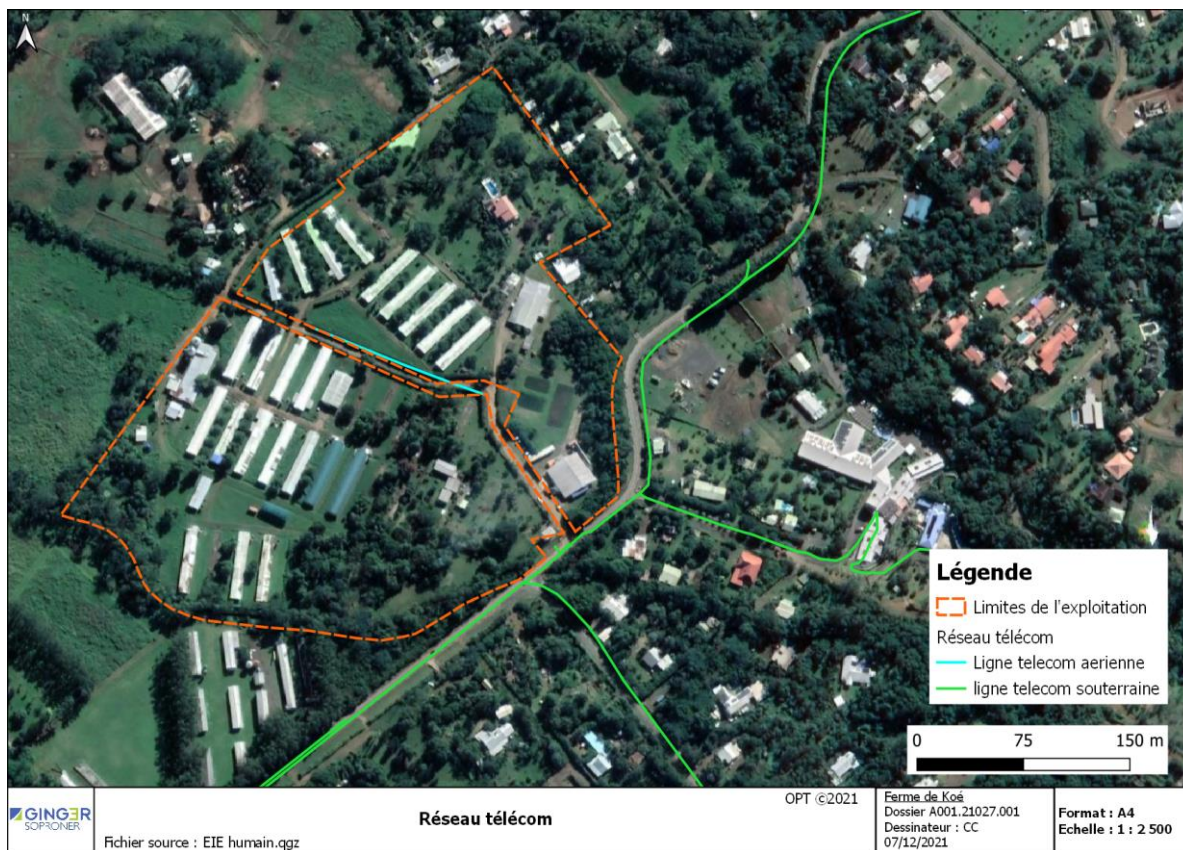 N
Légende
Limites de l'exploitation
Réseau télécom
Ligne telecom aerienne
ligne telecom souterraine
0 75 150 m
GINGER
SOPRONER
Fichier source : EIE humain.qgz
Réseau télécom
OPT ©2021
Ferme de Koé
Dossier A001.21027.001
Dessinateur : CC
07/12/2021
Format : A4
Echelle : 1 : 2 500